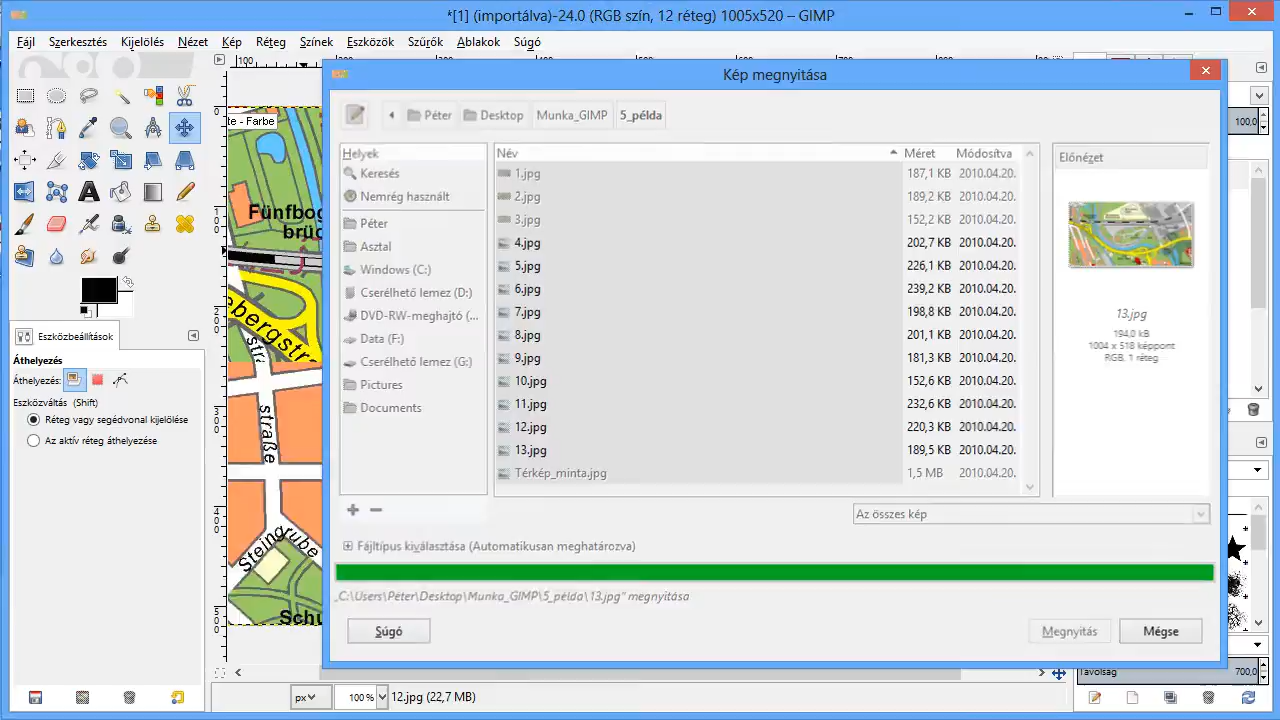 *[1] (importálva)-24.0 (RGB szín, 12 réteg) 1005x520 – GIMP
Fájl Szerkesztés Kijelölés Nézet Kép Réteg Színek Eszközök Szűrők Ablakok Súgó
Kép megnyitása
te - Farbe
Péter Desktop Munka_GIMP 5_példa
Helyek
Keresés
Nemrég használt
Péter
Asztal
Windows (C:)
Cserélhető lemez (D:)
DVD-RW-meghajtó (...
Data (F:)
Cserélhető lemez (G:)
Pictures
Documents
Név Méret Módosítva
1.jpg 187,1 KB 2010.04.20.
2.jpg 189,2 KB 2010.04.20.
3.jpg 152,2 KB 2010.04.20.
4.jpg 202,7 KB 2010.04.20.
5.jpg 226,1 KB 2010.04.20.
6.jpg 239,2 KB 2010.04.20.
7.jpg 198,8 KB 2010.04.20.
8.jpg 201,1 KB 2010.04.20.
9.jpg 181,3 KB 2010.04.20.
10.jpg 152,6 KB 2010.04.20.
11.jpg 232,6 KB 2010.04.20.
12.jpg 220,3 KB 2010.04.20.
13.jpg 189,5 KB 2010.04.20.
Térkép_minta.jpg 1,5 MB 2010.04.20.
Előnézet
13.jpg
194,0 kB
1004 x 518 képpont
RGB, 1 réteg
Az összes kép
Fájltípus kiválasztása (Automatikusan meghatározva)
„C:\Users\Péter\Desktop\Munka_GIMP\5_példa\13.jpg” megnyitása
Súgó Megnyitás Mégse
Eszközbeállítások
Áthelyezés
Áthelyezés:
Eszközváltás (Shift)
Réteg vagy segédvonal kijelölése
Az aktív réteg áthelyezése
Fünfbog
brüc
ebergstra
straße
Steingrube
Schu
100,0
Távolság 700,0
px 100 % 12.jpg (22,7 MB)